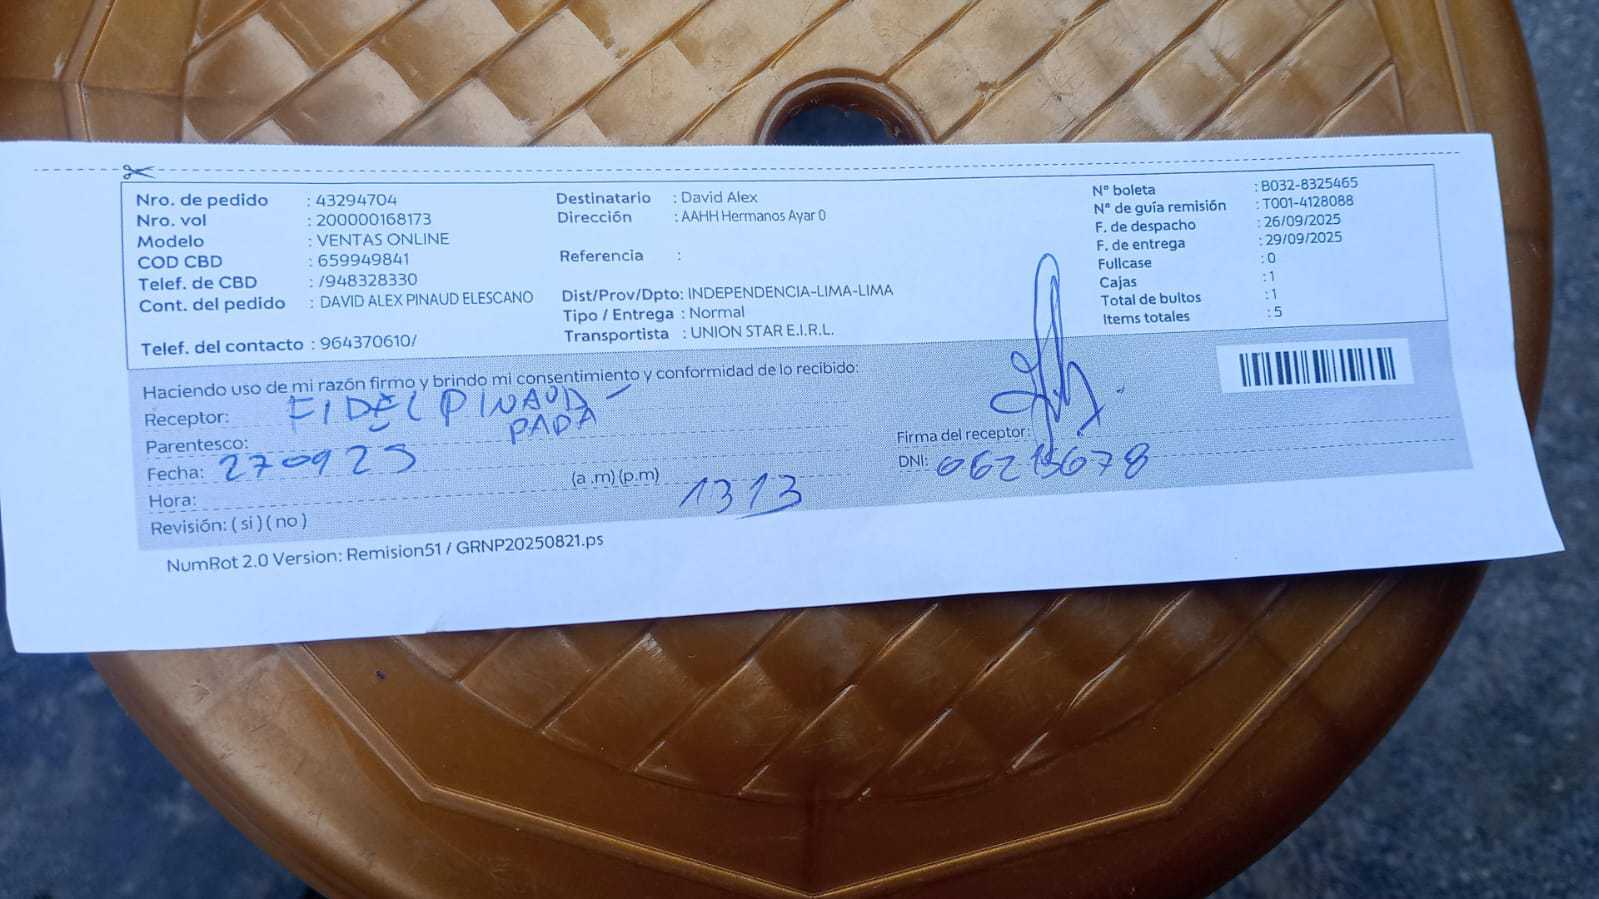 Nro. de pedido : 43294704
Nro. vol : 200000168173
Modelo : VENTAS ONLINE
COD CBD : 659949841
Telef. de CBD : /948328330
Cont. del pedido : DAVID ALEX PINAUD ELESCANO
Telef. del contacto : 964370610/
Destinatario : David Alex
Dirección : AAHH Hermanos Ayar 0
Referencia :
Dist/Prov/Dpto: INDEPENDENCIA-LIMA-LIMA
Tipo / Entrega : Normal
Transportista : UNION STAR E.I.R.L.
N° boleta : B032-8325465
N° de guía remisión : T001-4128088
F. de despacho : 26/09/2025
F. de entrega : 29/09/2025
Fullcase : 0
Cajas : 1
Total de bultos : 1
Items totales : 5
Haciendo uso de mi razón firmo y brindo mi consentimiento y conformidad de lo recibido:
Receptor: FIDEL PINAUD
Parentesco: PAPA
Fecha: 270925
Hora: (a .m) (p.m) 1313
Revisión: ( si ) ( no )
Firma del receptor:
DNI:
NumRot 2.0 Version: Remision51 / GRNP20250821.ps